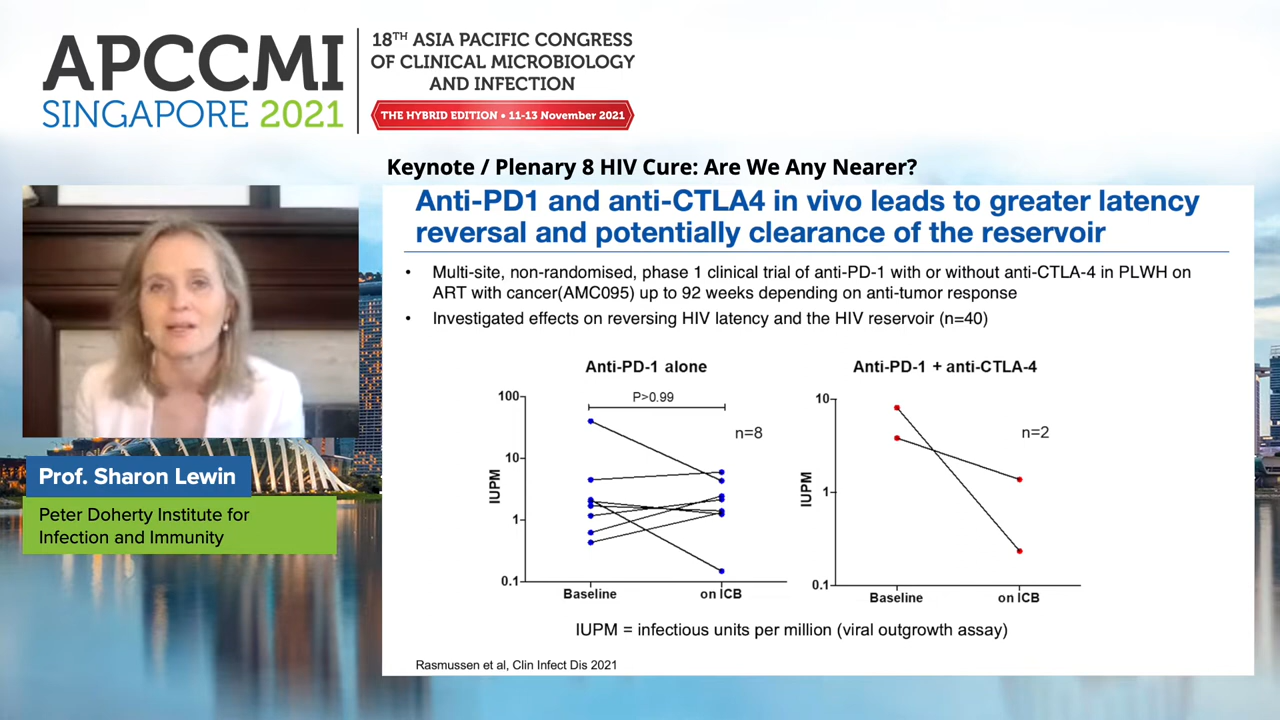 APCCMI
SINGAPORE 2021
18TH ASIA PACIFIC CONGRESS
OF CLINICAL MICROBIOLOGY
AND INFECTION
THE HYBRID EDITION • 11-13 November 2021
Keynote / Plenary 8 HIV Cure: Are We Any Nearer?
Prof. Sharon Lewin
Peter Doherty Institute for
Infection and Immunity
Anti-PD1 and anti-CTLA4 in vivo leads to greater latency
reversal and potentially clearance of the reservoir
• Multi-site, non-randomised, phase 1 clinical trial of anti-PD-1 with or without anti-CTLA-4 in PLWH on
ART with cancer(AMC095) up to 92 weeks depending on anti-tumor response
• Investigated effects on reversing HIV latency and the HIV reservoir (n=40)
Anti-PD-1 alone
P>0.99
n=8
100
10
1
0.1
IUPM
Baseline
on ICB
Anti-PD-1 + anti-CTLA-4
n=2
10
1
0.1
IUPM
Baseline
on ICB
IUPM = infectious units per million (viral outgrowth assay)
Rasmussen et al, Clin Infect Dis 2021